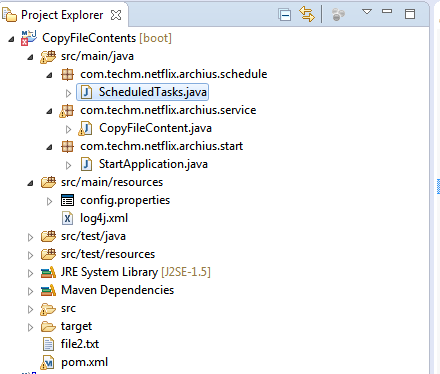 Project Explorer
CopyFileContents [boot]
src/main/java
com.techm.netflix.archius.schedule
ScheduledTasks.java
com.techm.netflix.archius.service
CopyFileContent.java
com.techm.netflix.archius.start
StartApplication.java
src/main/resources
config.properties
log4j.xml
src/test/java
src/test/resources
JRE System Library [J2SE-1.5]
Maven Dependencies
src
target
file2.txt
pom.xml